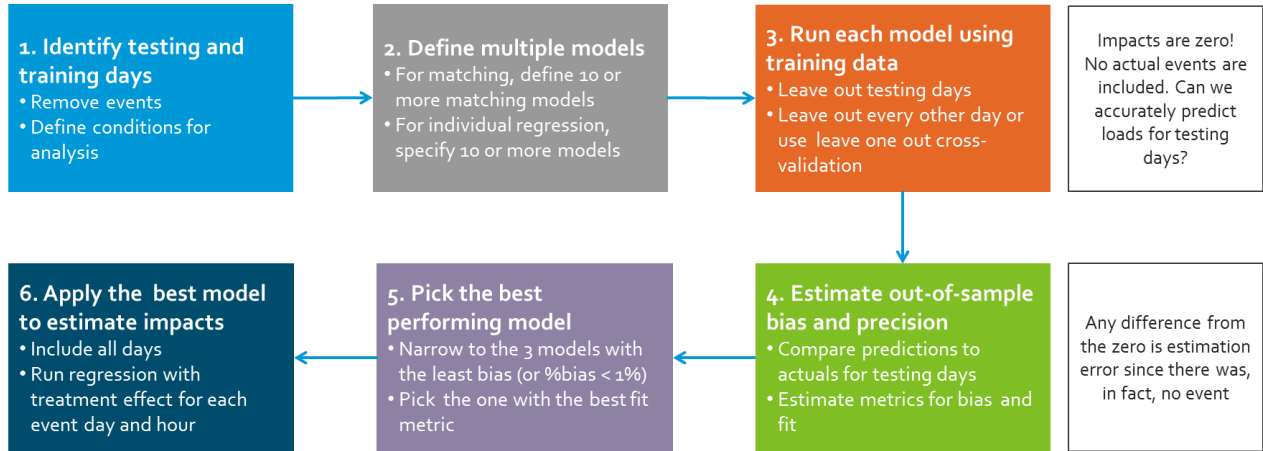 1. Identify testing and
training days
• Remove events
• Define conditions for
analysis
2. Define multiple models
• For matching, define 10 or
more matching models
• For individual regression,
specify 10 or more models
3. Run each model using
training data
• Leave out testing days
• Leave out every other day or
use leave one out cross-
validation
Impacts are zero!
No actual events are
included. Can we
accurately predict
loads for testing
days?
6. Apply the best model
to estimate impacts
• Include all days
• Run regression with
treatment effect for each
event day and hour
5. Pick the best
performing model
• Narrow to the 3 models with
the least bias (or %bias < 1%)
• Pick the one with the best fit
metric
4. Estimate out-of-sample
bias and precision
• Compare predictions to
actuals for testing days
• Estimate metrics for bias and
fit
Any difference from
the zero is estimation
error since there was,
in fact, no event